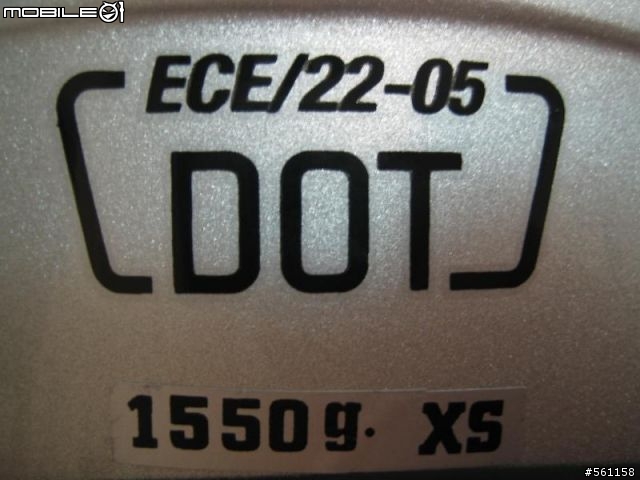 MOBILE01
ECE/22-05
DOT
1550g. XS
#561158